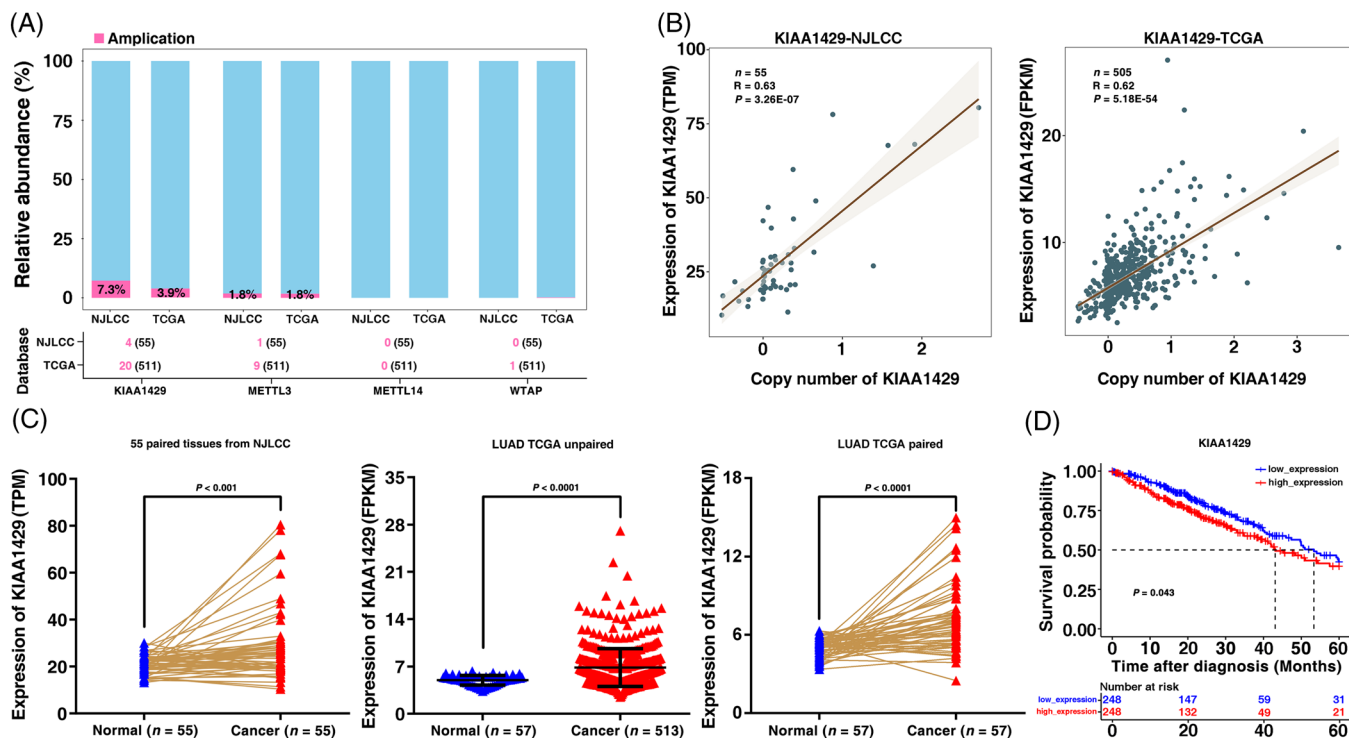 (A)
Amplication
Relative abundance (%)
100
75
50
25
0
7.3%
3.9%
1.8%
1.8%
NJLCC TCGA NJLCC TCGA NJLCC TCGA NJLCC TCGA
Database
NJLCC 4 (55) 1 (55) 0 (55) 0 (55)
TCGA 20 (511) 9 (511) 0 (511) 1 (511)
KIAA1429 METTL3 METTL14 WTAP
(B)
KIAA1429-NJLCC
n = 55
R = 0.63
P = 3.26E-07
Expression of KIAA1429 (TPM)
100
75
50
25
0 1 2
Copy number of KIAA1429
KIAA1429-TCGA
n = 505
R = 0.62
P = 5.18E-54
Expression of KIAA1429 (FPKM)
20
10
0 1 2 3
Copy number of KIAA1429
(C)
55 paired tissues from NJLCC
P < 0.001
Expression of KIAA1429 (TPM)
100
80
60
40
20
0
Normal (n = 55) Cancer (n = 55)
LUAD TCGA unpaired
P < 0.0001
Expression of KIAA1429 (FPKM)
35
28
21
14
7
0
Normal (n = 57) Cancer (n = 513)
LUAD TCGA paired
P < 0.0001
Expression of KIAA1429 (FPKM)
18
12
6
0
Normal (n = 57) Cancer (n = 57)
(D)
KIAA1429
low_expression
high_expression
Survival probability
1.00
0.75
0.50
0.25
0.00
P = 0.043
0 10 20 30 40 50 60
Time after diagnosis (Months)
Number at risk
low_expression 248 147 59 31
high_expression 248 132 49 21
0 20 40 60